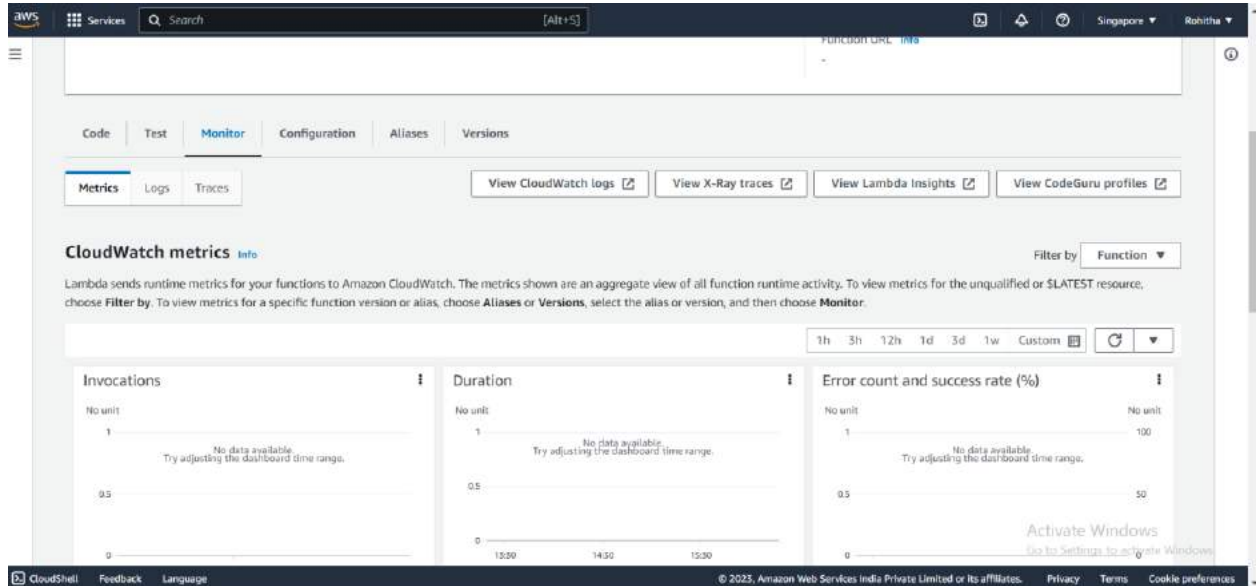 aws Services Search [Alt+S] Singapore ▼ Rohitha ▼
Function URL Info
-
Code Test Monitor Configuration Aliases Versions
Metrics Logs Traces View CloudWatch logs View X-Ray traces View Lambda Insights View CodeGuru profiles
CloudWatch metrics Info Filter by Function ▼
Lambda sends runtime metrics for your functions to Amazon CloudWatch. The metrics shown are an aggregate view of all function runtime activity. To view metrics for the unqualified or $LATEST resource,
choose Filter by. To view metrics for a specific function version or alias, choose Aliases or Versions, select the alias or version, and then choose Monitor.
1h 3h 12h 1d 3d 1w Custom
Invocations
No unit
1
No data available.
Try adjusting the dashboard time range.
0.5
0
Duration
No unit
1
No data available.
Try adjusting the dashboard time range.
0.5
0
13:30 14:30 15:30
Error count and success rate (%)
No unit No unit
1 100
No data available.
Try adjusting the dashboard time range.
0.5 50
0 0
Activate Windows
Go to Settings to activate Windows.
CloudShell Feedback Language © 2023, Amazon Web Services India Private Limited or its affiliates. Privacy Terms Cookie preferences